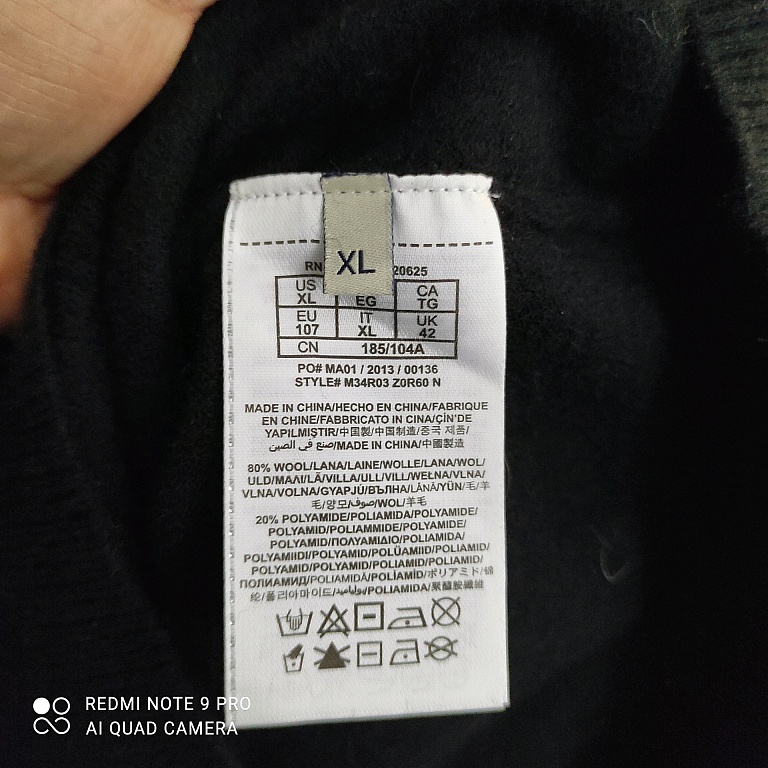 XL
RN 20625
US XL EG CA TG
EU 107 IT XL UK 42
CN 185/104A
PO# MA01 / 2013 / 00136
STYLE# M34R03 Z0R60 N
MADE IN CHINA/HECHO EN CHINA/FABRIQUE
EN CHINE/FABBRICATO IN CINA/ÇİN'DE
YAPILMIŞTIR/中国製/中国制造/중국 제품/
صنع في الصين/MADE IN CHINA/中國製造
80% WOOL/LANA/LAINE/WOLLE/LANA/WOL/
ULD/ΜΑΛΙ/LÃ/VILLA/ULL/VILL/WEŁNA/VLNA/
VLNA/VOLNA/GYAPJÚ/ВЪЛНА/LÂNĂ/YÜN/毛/羊
毛/양모/صوف/WOL/羊毛
20% POLYAMIDE/POLIAMIDA/POLYAMIDE/
POLYAMID/POLIAMMIDE/POLYAMIDE/
POLYAMID/ΠΟΛΥΑΜΙΔΙΟ/POLIAMIDA/
POLYAMIIDI/POLYAMID/POLÜAMIID/POLIAMID/
POLYAMID/POLYAMID/POLIAMID/POLIAMID/
ПОЛИАМИД/POLIAMIDĂ/POLİAMİD/ポリアミド/锦
纶/폴리아마이드/بولياميد/POLIAMIDA/聚醯胺纖維
REDMI NOTE 9 PRO
AI QUAD CAMERA